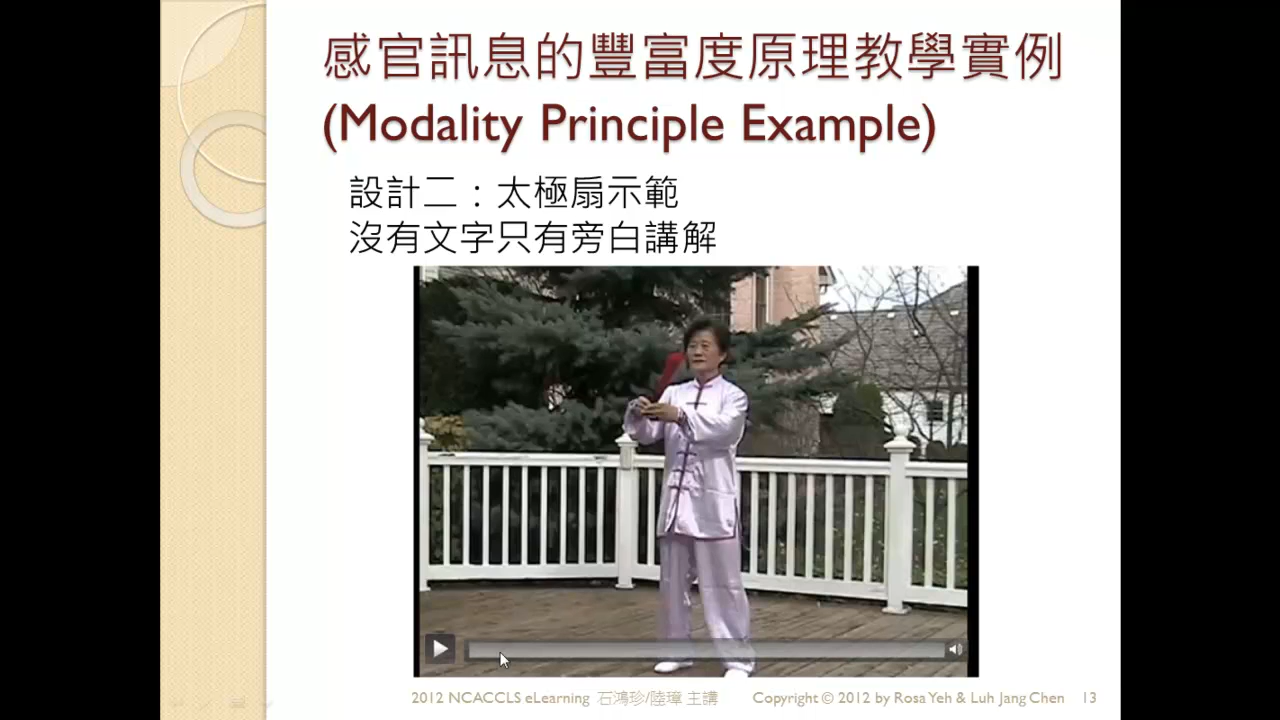 感官訊息的豐富度原理教學實例
(Modality Principle Example)
設計二：太極扇示範
沒有文字只有旁白講解
2012 NCACCLS eLearning 石鴻珍/陸璋 主講 Copyright © 2012 by Rosa Yeh & Luh Jang Chen 13